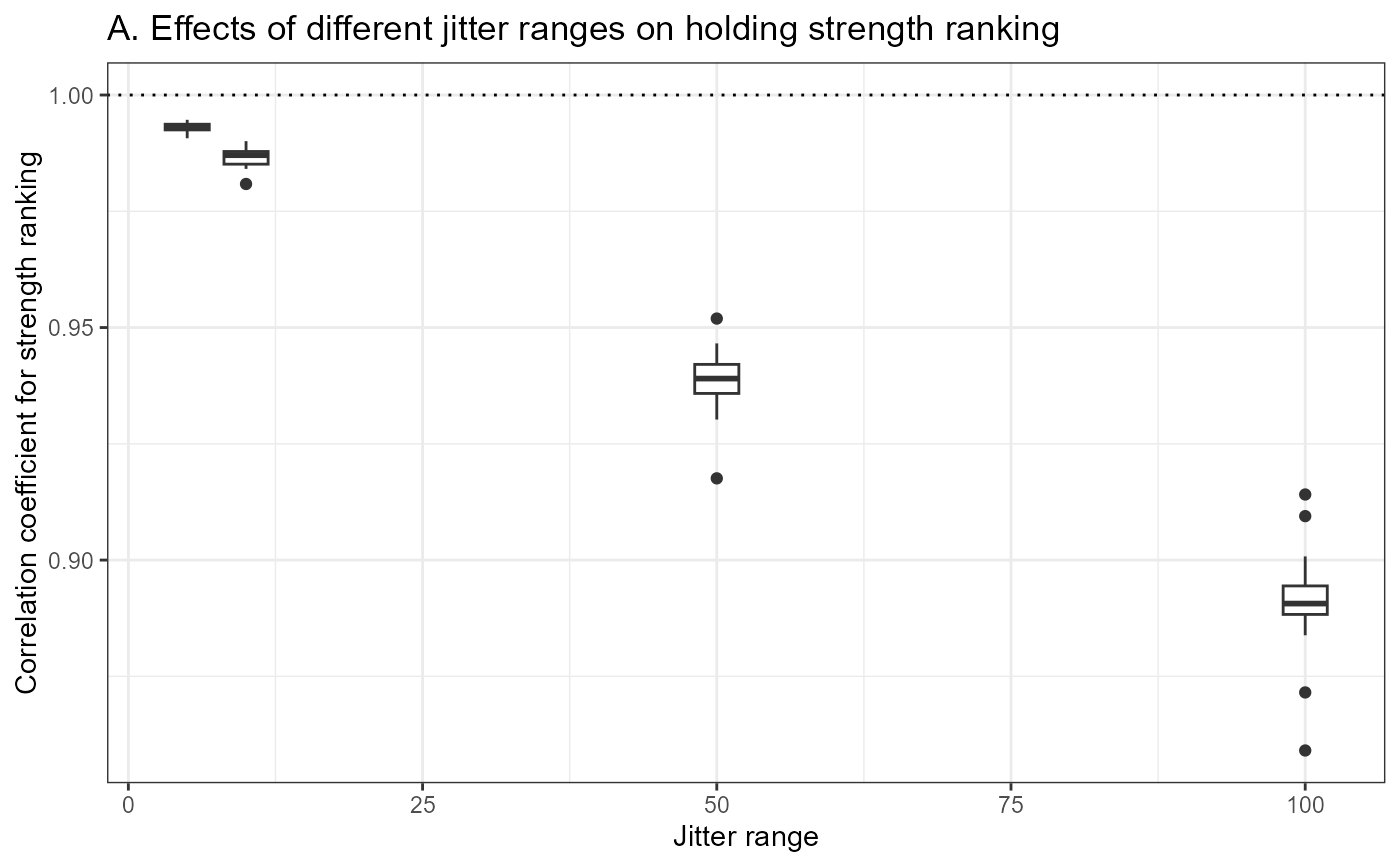 A. Effects of different jitter ranges on holding strength ranking
Correlation coefficient for strength ranking
1.00
0.95
0.90
0 25 50 75 100
Jitter range